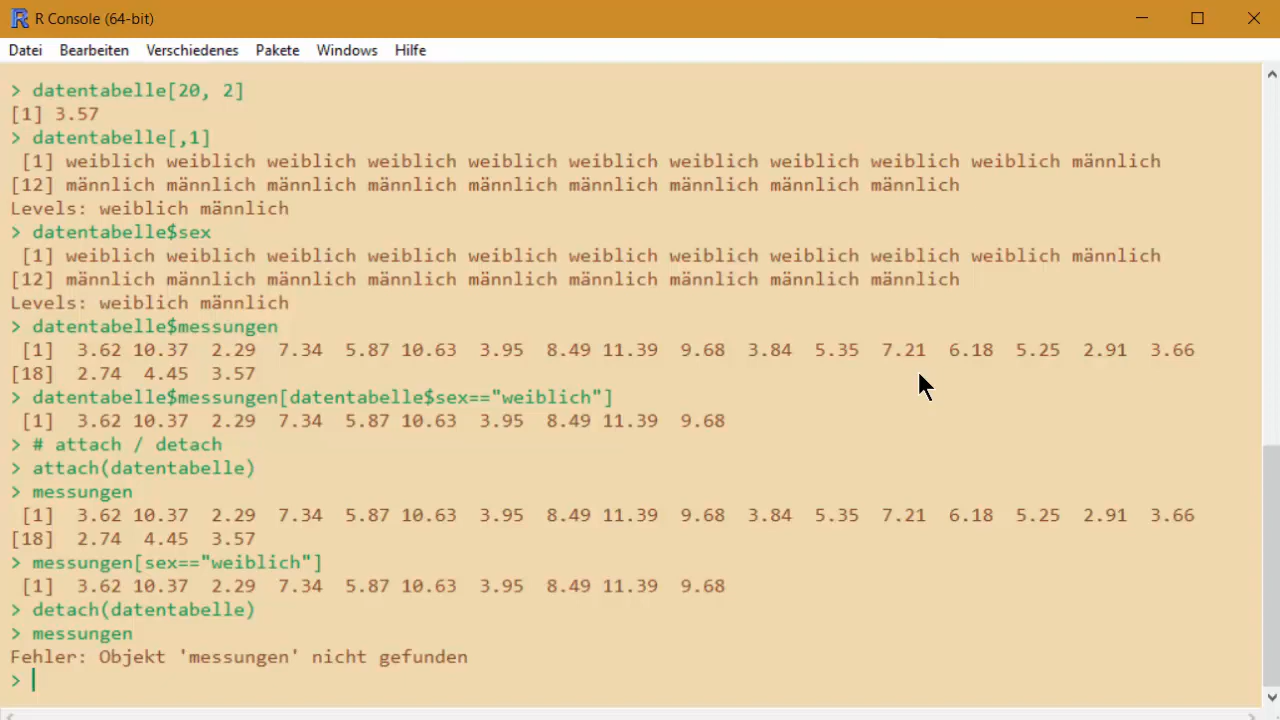 R Console (64-bit)
Datei Bearbeiten Verschiedenes Pakete Windows Hilfe
> datentabelle[20, 2]
[1] 3.57
> datentabelle[,1]
 [1] weiblich weiblich weiblich weiblich weiblich weiblich weiblich weiblich weiblich weiblich männlich
[12] männlich männlich männlich männlich männlich männlich männlich männlich männlich
Levels: weiblich männlich
> datentabelle$sex
 [1] weiblich weiblich weiblich weiblich weiblich weiblich weiblich weiblich weiblich weiblich männlich
[12] männlich männlich männlich männlich männlich männlich männlich männlich männlich
Levels: weiblich männlich
> datentabelle$messungen
 [1]  3.62 10.37  2.29  7.34  5.87 10.63  3.95  8.49 11.39  9.68  3.84  5.35  7.21  6.18  5.25  2.91  3.66
[18]  2.74  4.45  3.57
> datentabelle$messungen[datentabelle$sex=="weiblich"]
 [1]  3.62 10.37  2.29  7.34  5.87 10.63  3.95  8.49 11.39  9.68
> # attach / detach
> attach(datentabelle)
> messungen
 [1]  3.62 10.37  2.29  7.34  5.87 10.63  3.95  8.49 11.39  9.68  3.84  5.35  7.21  6.18  5.25  2.91  3.66
[18]  2.74  4.45  3.57
> messungen[sex=="weiblich"]
 [1]  3.62 10.37  2.29  7.34  5.87 10.63  3.95  8.49 11.39  9.68
> detach(datentabelle)
> messungen
Fehler: Objekt 'messungen' nicht gefunden
>